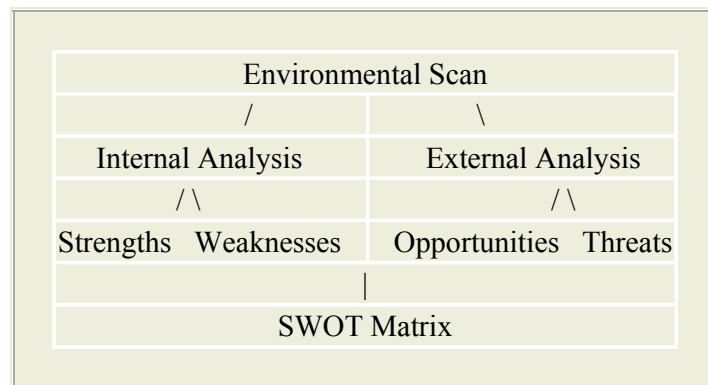 Environmental Scan
/ \
Internal Analysis External Analysis
/ \ / \
Strengths Weaknesses Opportunities Threats
|
SWOT Matrix